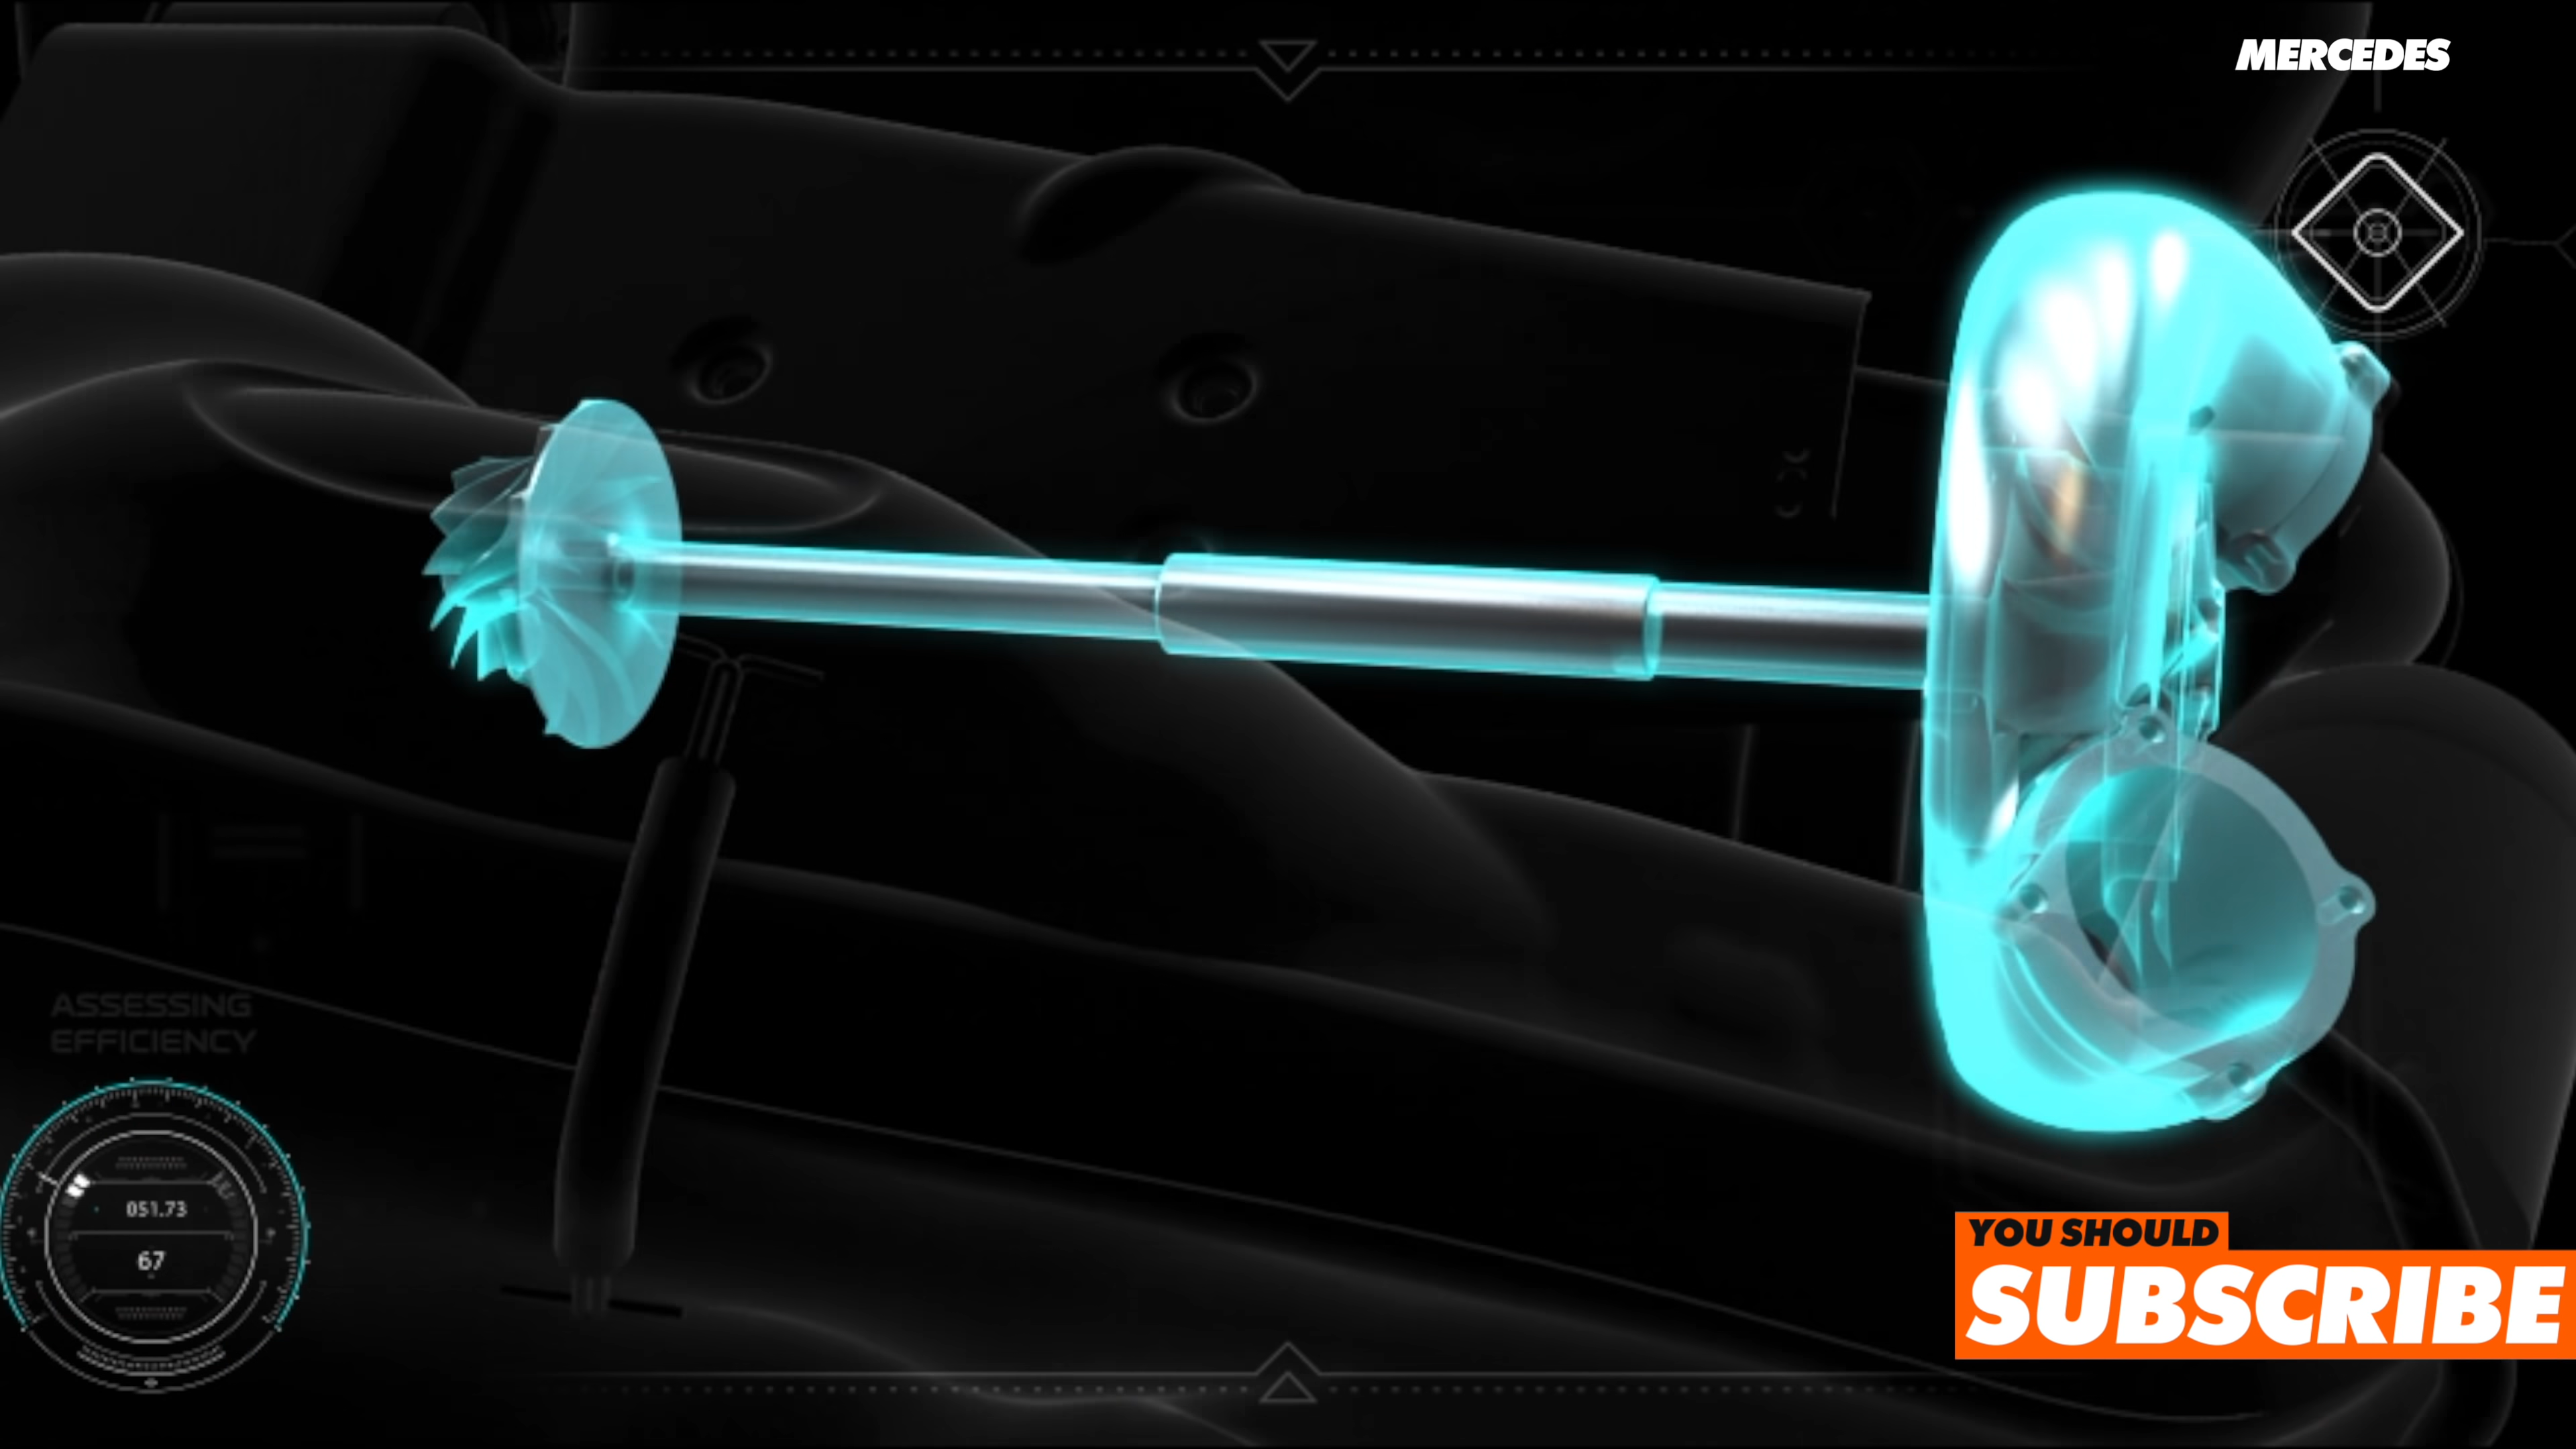 MERCEDES
ASSESSING
EFFICIENCY
051.73
67
YOU SHOULD
SUBSCRIBE